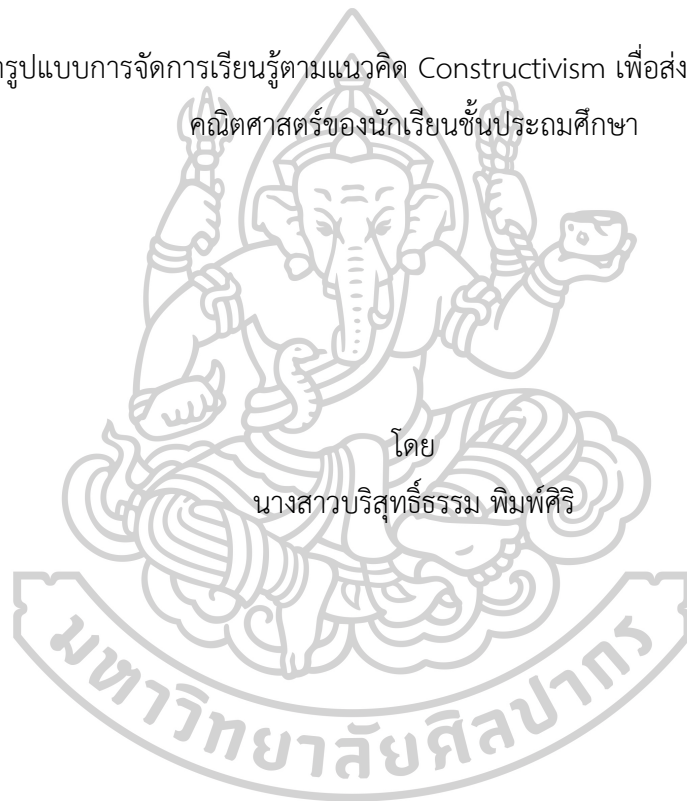 รูปแบบการจัดการเรียนรู้ตามแนวคิด Constructivism เพื่อส่ง
คณิตศาสตร์ของนักเรียนชั้นประถมศึกษา
โดย
นางสาวบริสุทธิ์ธรรม พิมพ์ศิริ
มหาวิทยาลัยศิลปากร